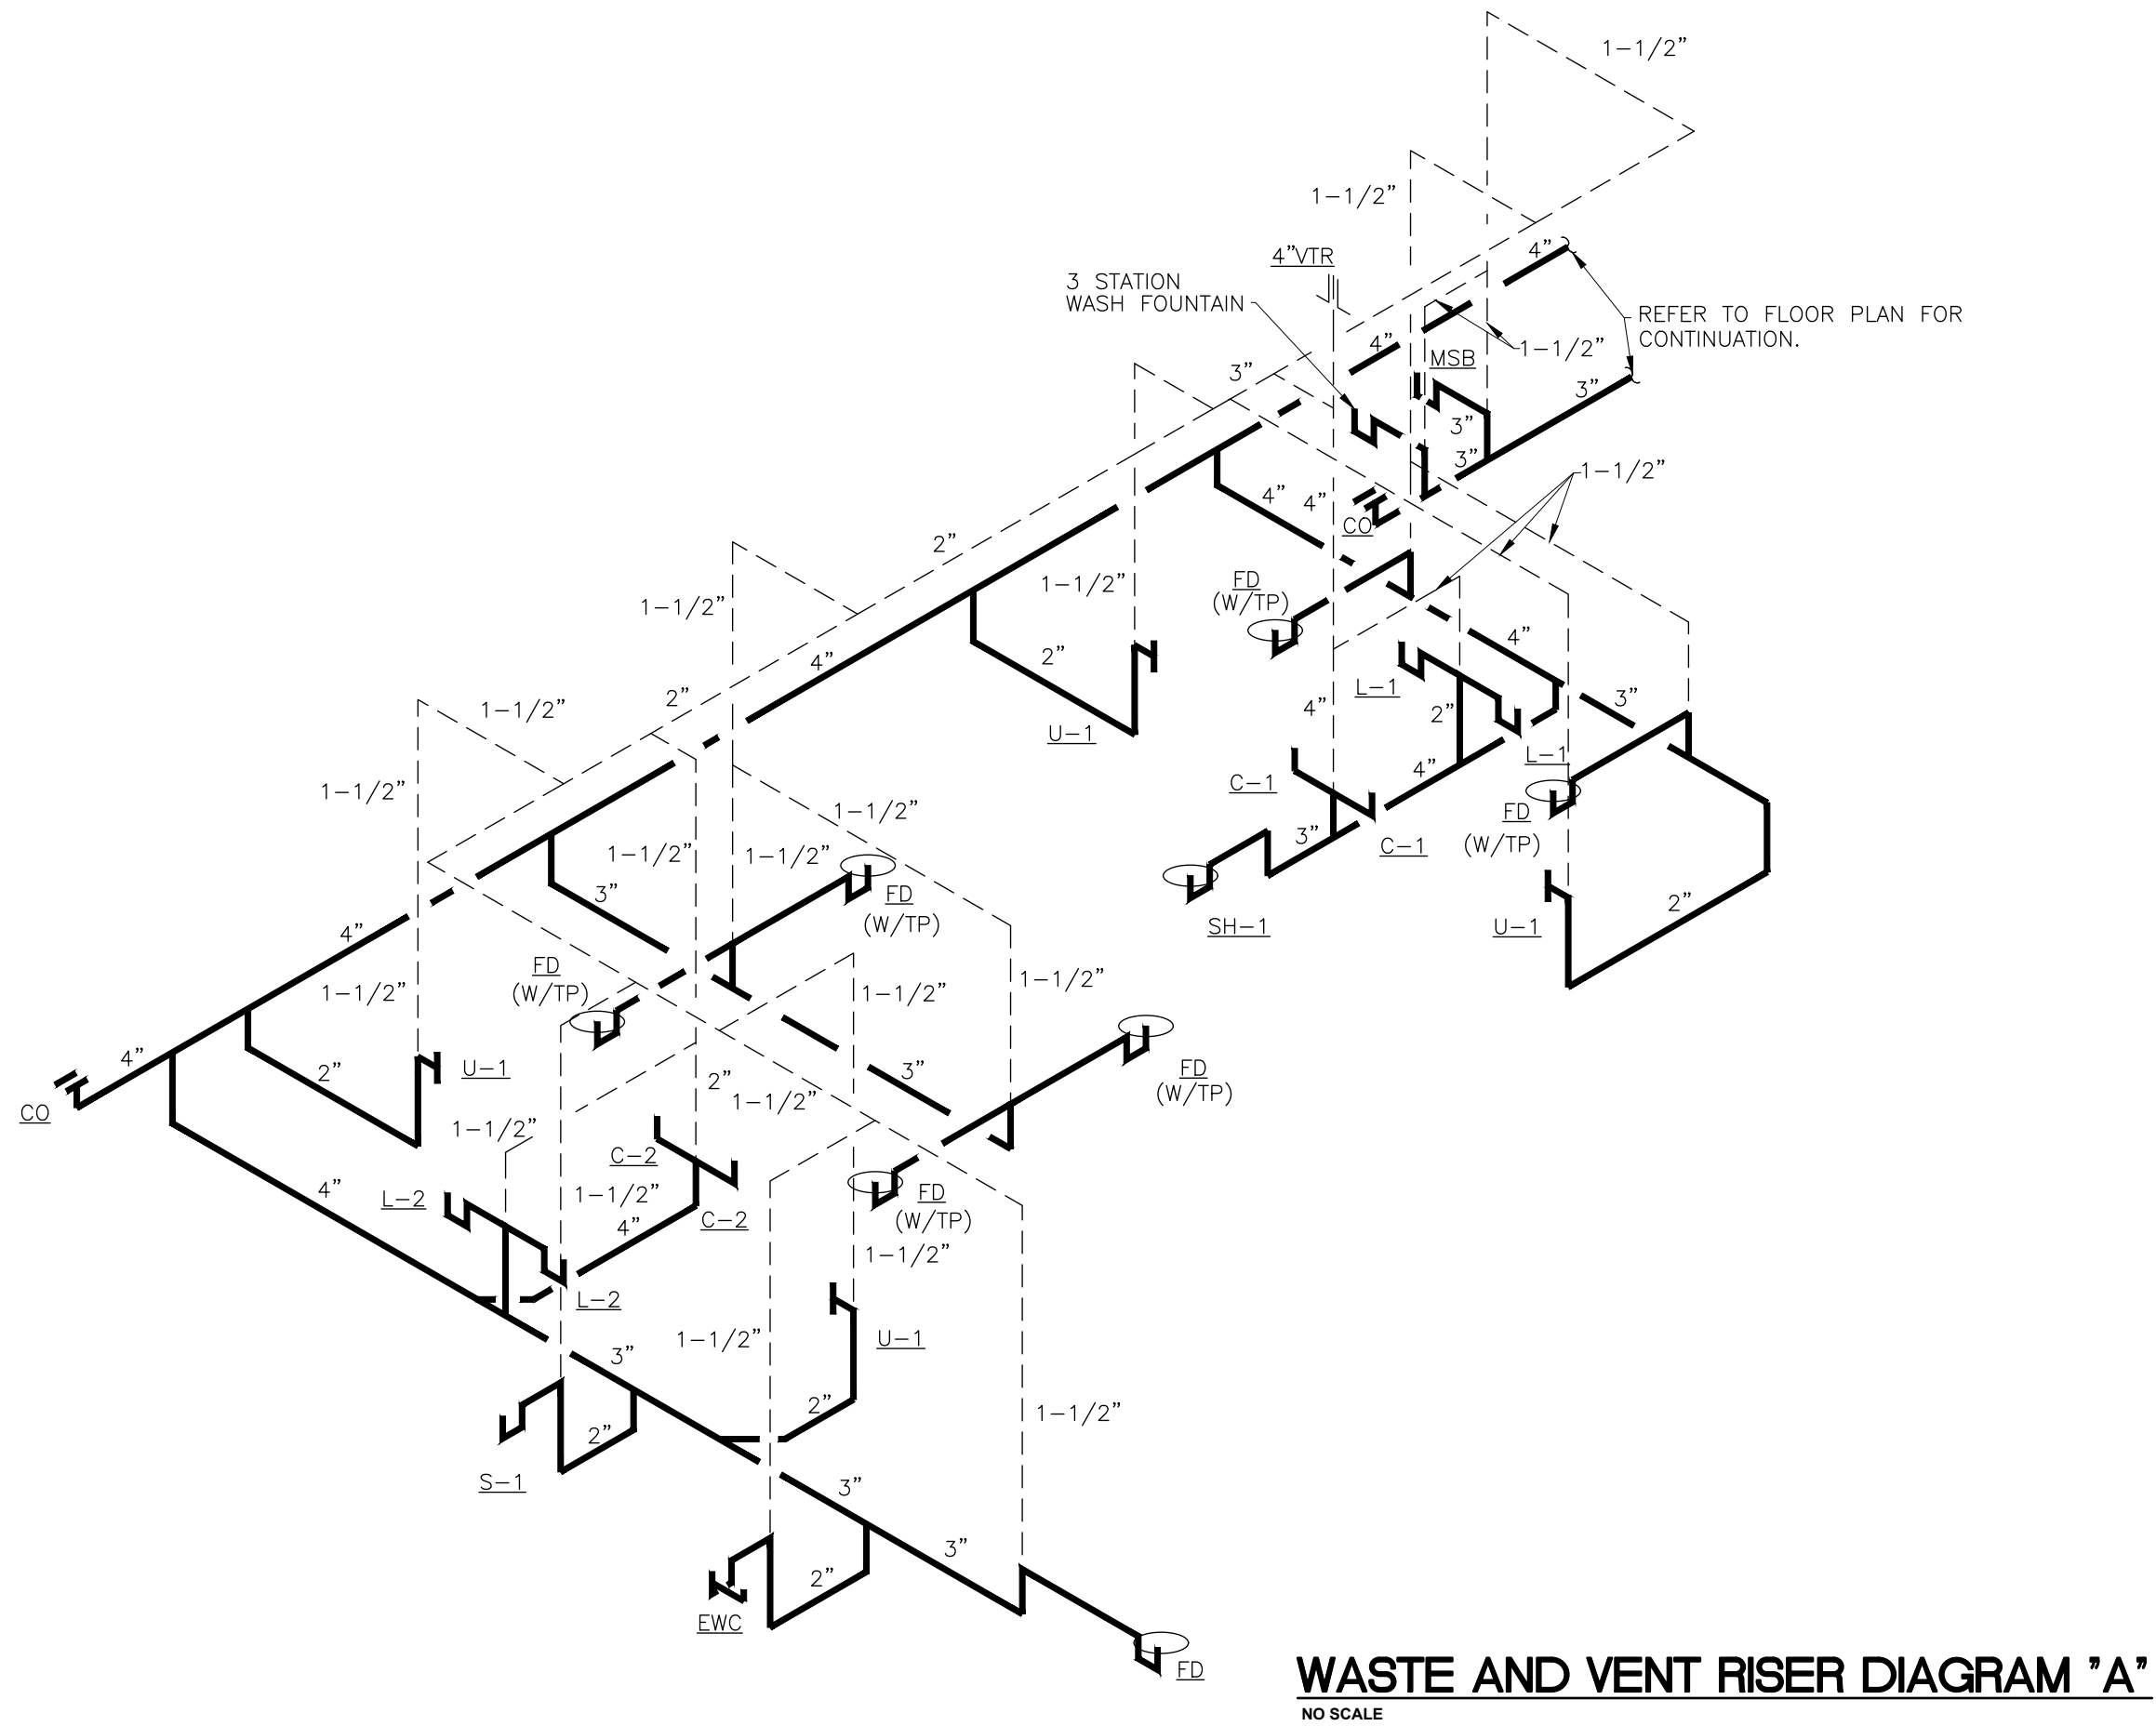 1-1/2"
1-1/2"
4"VTR
4"
3 STATION
WASH FOUNTAIN
REFER TO FLOOR PLAN FOR
CONTINUATION.
4"
1-1/2"
MSB
3"
3"
3"
3"
1-1/2"
4"
4"
CO
2"
1-1/2"
FD
(W/TP)
1-1/2"
4"
2"
4"
3"
L-1
2"
4"
U-1
1-1/2"
2"
L-1
1-1/2"
C-1
4"
FD
(W/TP)
1-1/2"
3"
C-1
1-1/2"
1-1/2"
3"
FD
(W/TP)
2"
SH-1
U-1
4"
FD
(W/TP)
1-1/2"
1-1/2"
1-1/2"
4"
2"
U-1
3"
FD
(W/TP)
2"
1-1/2"
CO
1-1/2"
C-2
4"
L-2
1-1/2"
FD
(W/TP)
C-2
4"
1-1/2"
L-2
1-1/2"
U-1
3"
2"
1-1/2"
2"
S-1
3"
3"
2"
EWC
FD
WASTE AND VENT RISER DIAGRAM "A"
NO SCALE